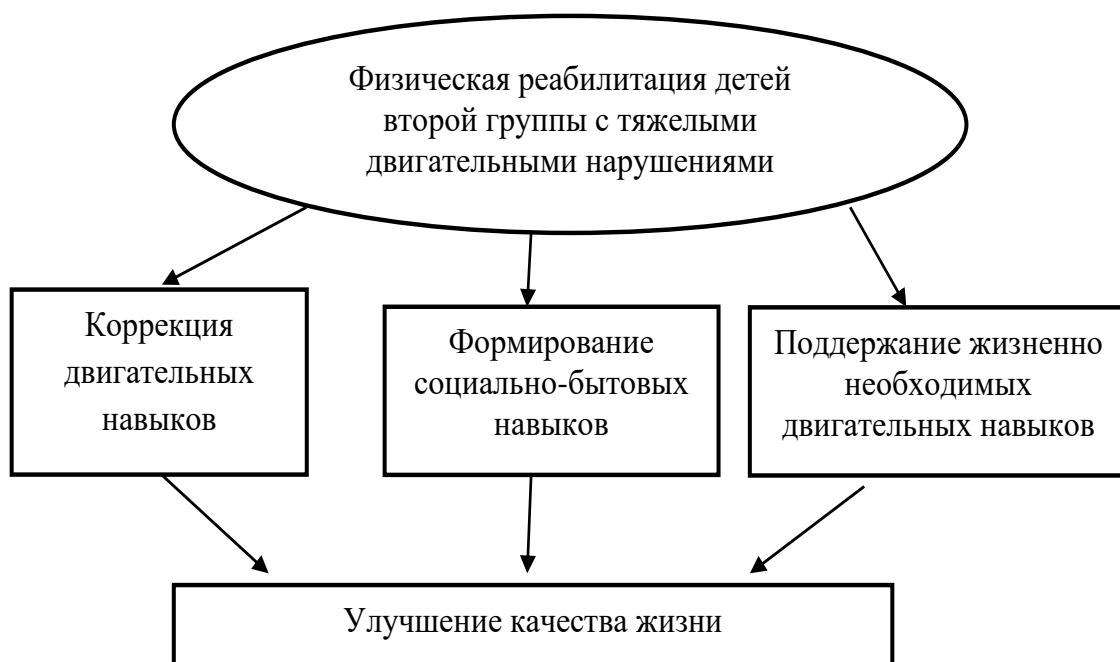 Физическая реабилитация детей
второй группы с тяжелыми
двигательными нарушениями
Коррекция
двигательных
навыков
Формирование
социально-бытовых
навыков
Поддержание жизненно
необходимых
двигательных навыков
Улучшение качества жизни